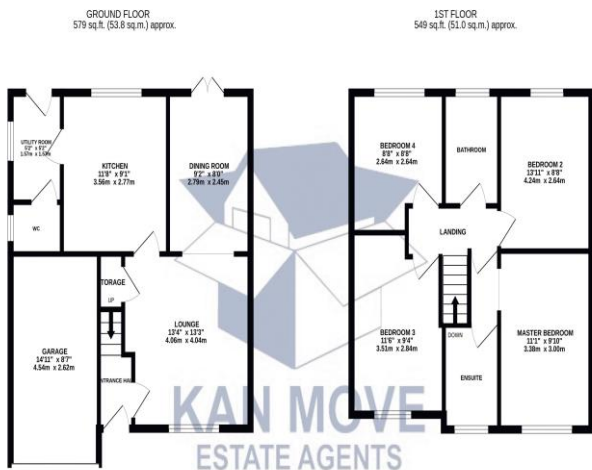 GROUND FLOOR
579 sq.ft. (53.8 sq.m.) approx.
1ST FLOOR
549 sq.ft. (51.0 sq.m.) approx.
UTILITY ROOM
KITCHEN
11'8" x 9'1"
3.56m x 2.77m
DINING ROOM
9'2" x 8'0"
2.79m x 2.45m
WC
STORAGE
UP
LOUNGE
13'4" x 13'3"
4.06m x 4.04m
GARAGE
14'11" x 8'7"
4.54m x 2.62m
ENTRANCE HALL
BEDROOM 4
8'8" x 8'8"
2.64m x 2.64m
BATHROOM
BEDROOM 2
13'11" x 8'8"
4.24m x 2.64m
LANDING
BEDROOM 3
11'6" x 9'4"
3.51m x 2.84m
DOWN
ENSUITE
MASTER BEDROOM
11'1" x 9'10"
3.38m x 3.00m
KAN MOVE
ESTATE AGENTS